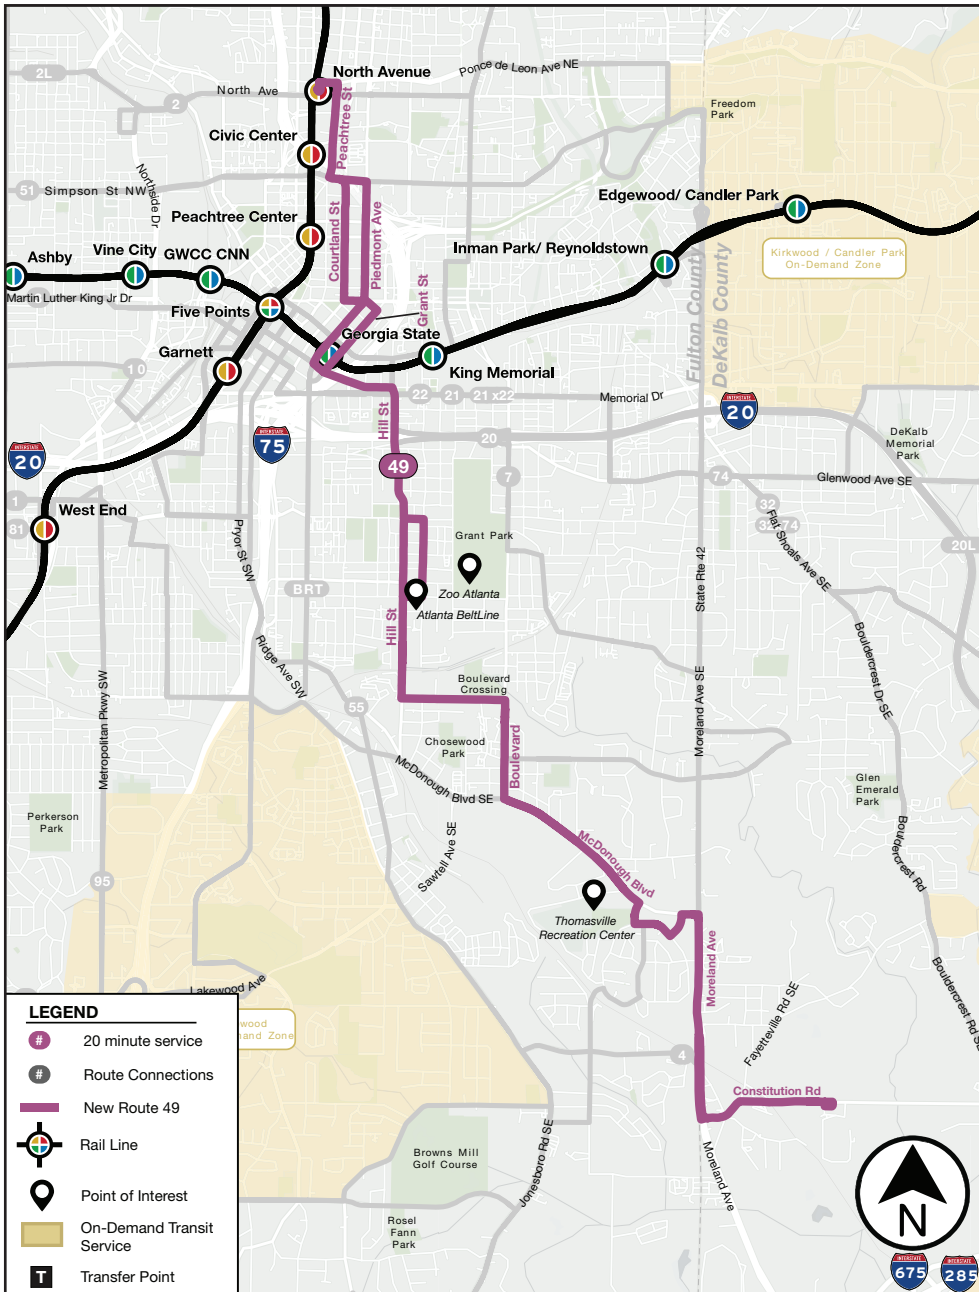 North Avenue
Ponce de Leon Ave NE
2L
North Ave
2
Freedom
Park
Peachtree St
Civic Center
Northside Dr
51
Simpson St NW
Edgewood/ Candler Park
Peachtree Center
Courtland St
Piedmont Ave
Inman Park/ Reynoldstown
Kirkwood / Candler Park
On-Demand Zone
Ashby
Vine City
GWCC CNN
Grant St
Martin Luther King Jr Dr
Five Points
Fulton County
DeKalb County
Georgia State
Garnett
King Memorial
10
22
21
21 x22
Memorial Dr
INTERSTATE
20
Hill St
INTERSTATE
75
20
DeKalb
Memorial
Park
INTERSTATE
20
49
7
74
Glenwood Ave SE
1
81
West End
32
32 74
Flat Shoals Ave SE
Pryor St SW
Grant Park
20L
State Rte 42
BRT
Zoo Atlanta
Atlanta BeltLine
Hill St
Ridge Ave SW
Bouldercrest Dr SE
Metropolitan Pkwy SW
Boulevard
Crossing
Moreland Ave SE
55
Chosewood
Park
Boulevard
McDonough Blvd SE
Glen
Emerald
Park
Perkerson
Park
Sawtell Ave SE
McDonough Blvd
Bouldercrest Rd
95
Thomasville
Recreation Center
Moreland Ave
Lakewood Ave
Bouldercrest Rd SE
Fayetteville Rd SE
wood
mand Zone
4
Constitution Rd
Jonesboro Rd SE
Browns Mill
Golf Course
Moreland Ave
Rosel
Fann
Park
LEGEND
# 20 minute service
# Route Connections
New Route 49
Rail Line
Point of Interest
On-Demand Transit
Service
T Transfer Point
N
INTERSTATE
675
INTERSTATE
285